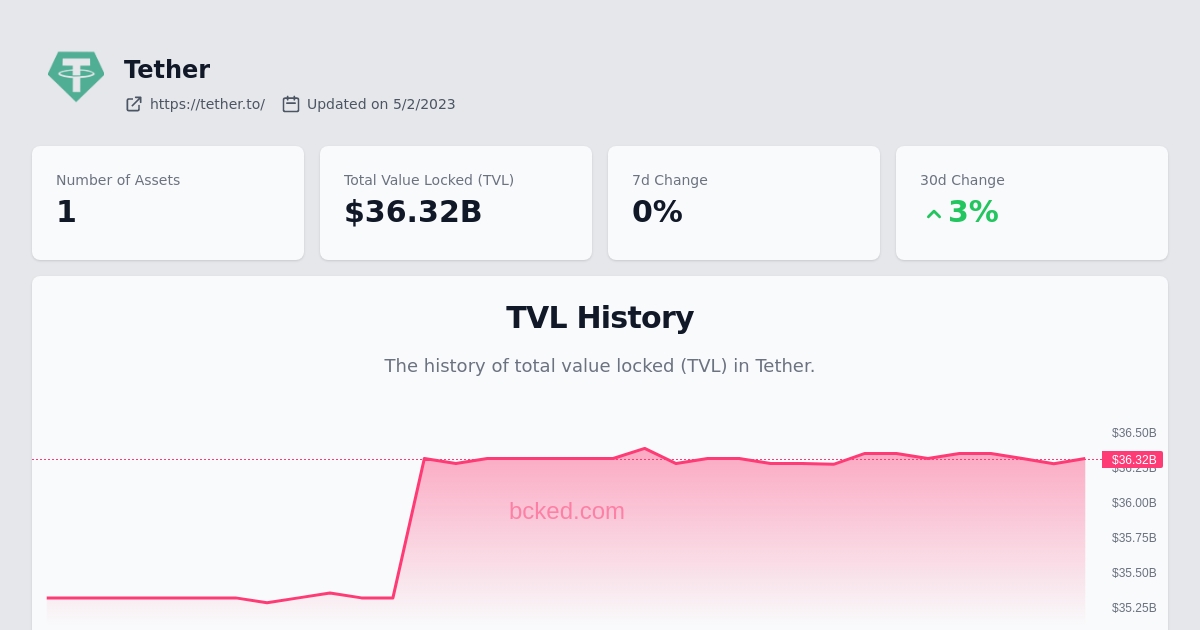 Tether
https://tether.to/ Updated on 5/2/2023
Number of Assets
1
Total Value Locked (TVL)
$36.32B
7d Change
0%
30d Change
3%
TVL History
The history of total value locked (TVL) in Tether.
$36.50B
$36.32B
$36.25B
$36.00B
$35.75B
$35.50B
$35.25B
bcked.com